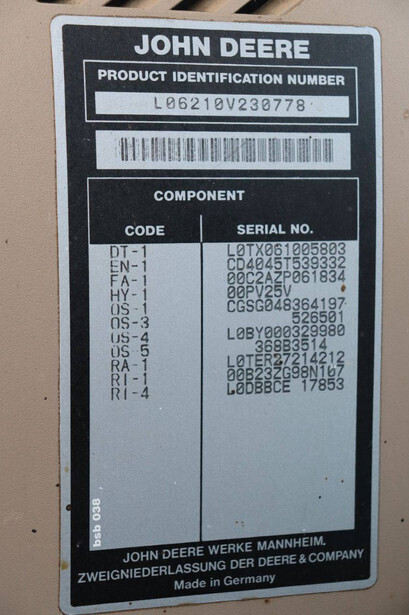 JOHN DEERE
PRODUCT IDENTIFICATION NUMBER
L06210V230778
COMPONENT
CODE SERIAL NO.
DT-1 L0TX061005803
EN-1 CD4045T539332
FA-1 00C2AZP061834
HY-1 00PV25V
OS-1 CGSG048364197
OS-3 526501
OS-4 L0BY000329980
OS-5 368B3514
RA-1 L0TER27214212
RI-1 00B23ZG98N107
RI-4 L0DBBCE 17853
bsb 038
JOHN DEERE WERKE MANNHEIM,
ZWEIGNIEDERLASSUNG DER DEERE & COMPANY
Made in Germany